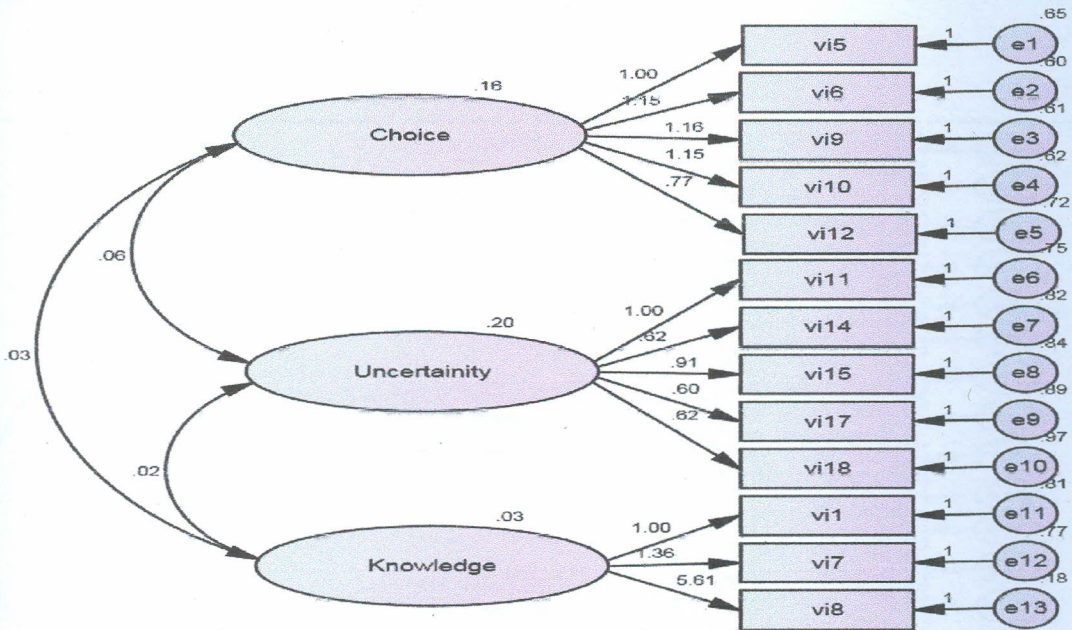 .65
vi5
1
e1
.60
1.00
.16
vi6
1
e2
.61
1.15
Choice
vi9
1
e3
.62
1.16
vi10
1
e4
.72
1.15
vi12
1
e5
.75
.77
.06
vi11
1
e6
.82
1.00
.20
vi14
1
e7
.84
.62
.03
Uncertainity
vi15
1
e8
.89
.91
vi17
1
e9
.97
.60
vi18
1
e10
.81
.62
.02
vi1
1
e11
.77
1.00
.03
vi7
1
e12
.18
1.36
Knowledge
vi8
1
e13
5.61